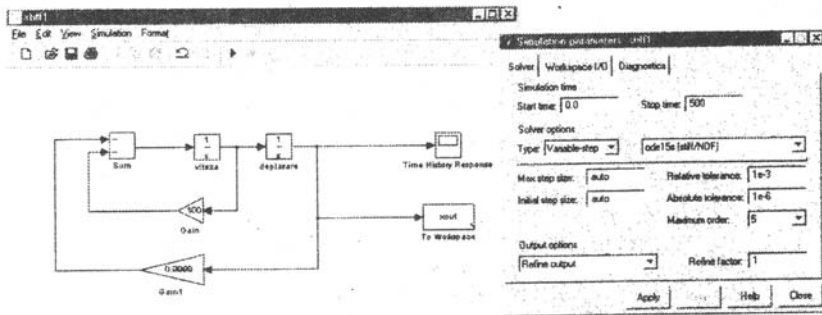 File Edit View Simulation Format
1
s
1
s
Sum
viteza
deplasare
Time History Response
Gain
xout
To Workspace
Gain1
Simulation parameters:
Solver Workspace I/O Diagnostics
Simulation time
Start time: 0.0 Stop time: 500
Solver options
Type: Variable-step ode15s (stiff/NDF)
Max step size: auto Relative tolerance: 1e-3
Initial step size: auto Absolute tolerance: 1e-6
Maximum order: 5
Output options
Refine output Refine factor: 1
Apply Help Close